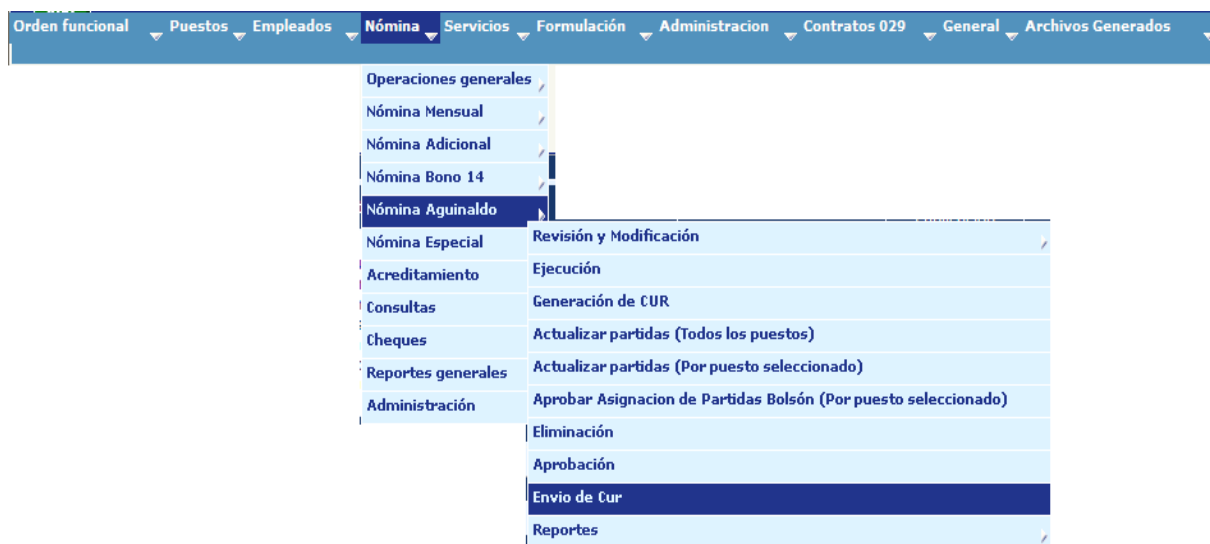 Orden funcional Puestos Empleados Nómina Servicios Formulación Administracion Contratos 029 General Archivos Generados
Operaciones generales
Nómina Mensual
Nómina Adicional
Nómina Bono 14
Nómina Aguinaldo
Nómina Especial
Acreditamiento
Consultas
Cheques
Reportes generales
Administración
Revisión y Modificación
Ejecución
Generación de CUR
Actualizar partidas (Todos los puestos)
Actualizar partidas (Por puesto seleccionado)
Aprobar Asignacion de Partidas Bolsón (Por puesto seleccionado)
Eliminación
Aprobación
Envio de Cur
Reportes